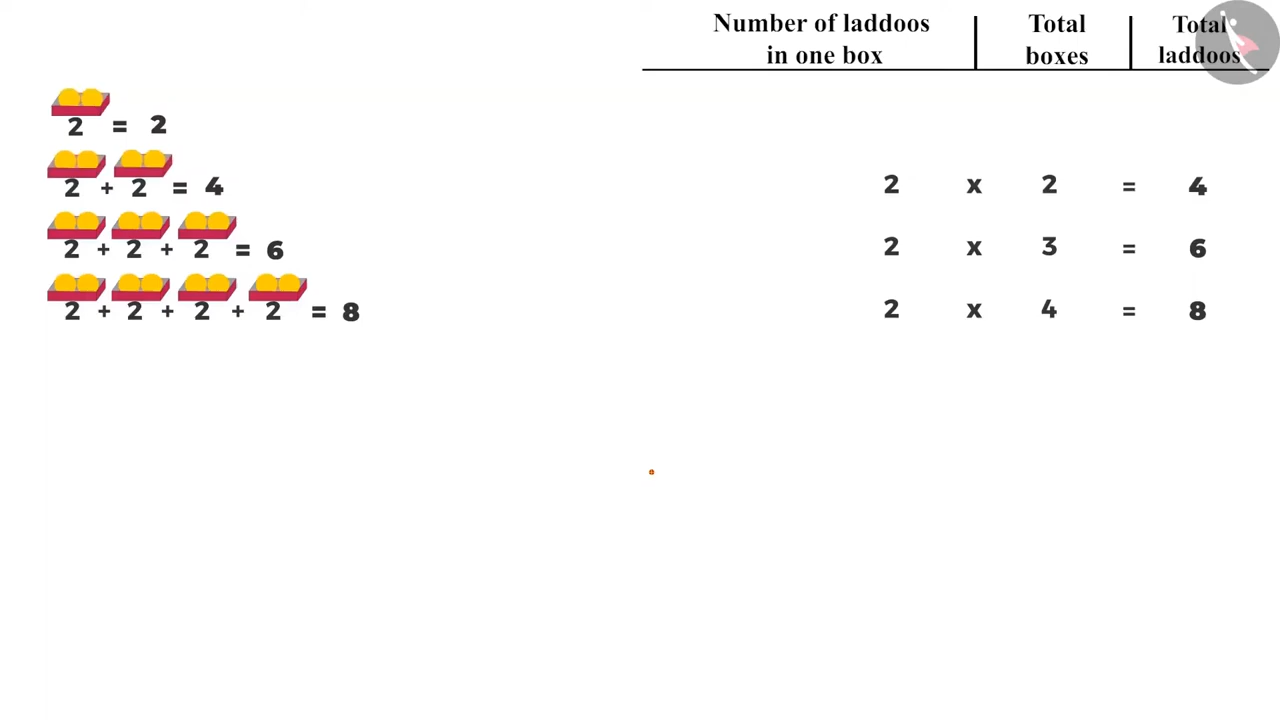 Number of laddoos in one box Total boxes Total laddoos
2 = 2
2 + 2 = 4
2 x 2 = 4
2 + 2 + 2 = 6
2 x 3 = 6
2 + 2 + 2 + 2 = 8
2 x 4 = 8